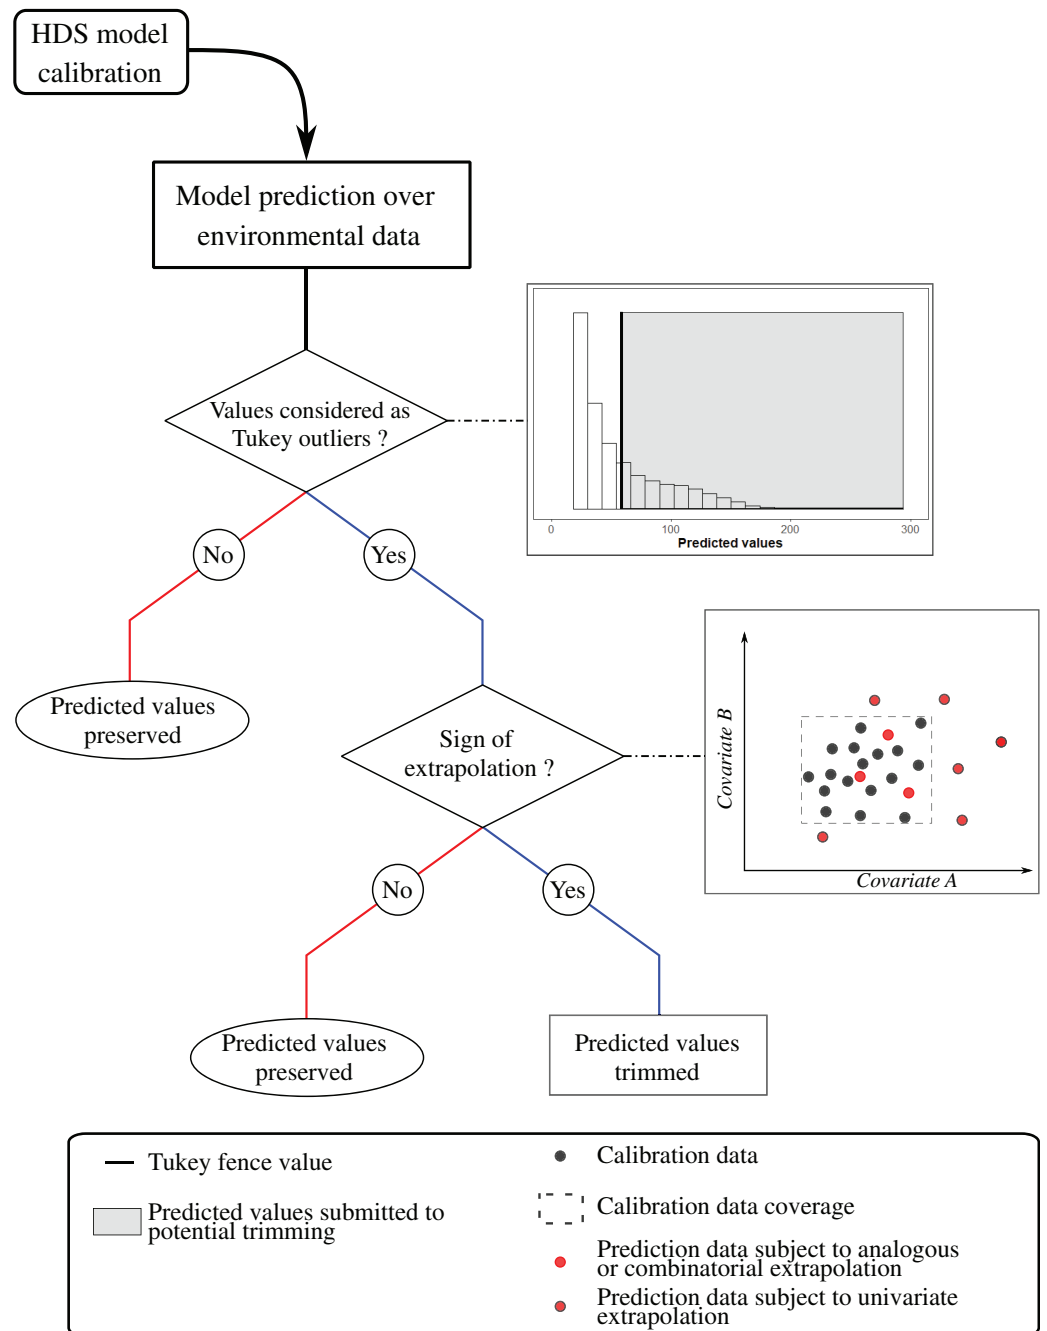 HDS model
calibration
Model prediction over
environmental data
Values considered as
Tukey outliers ?
0
100
200
300
Predicted values
No
Yes
Predicted values
preserved
Sign of
extrapolation ?
Covariate B
Covariate A
No
Yes
Predicted values
preserved
Predicted values
trimmed
Tukey fence value
Predicted values submitted to
potential trimming
Calibration data
Calibration data coverage
Prediction data subject to analogous
or combinatorial extrapolation
Prediction data subject to univariate
extrapolation